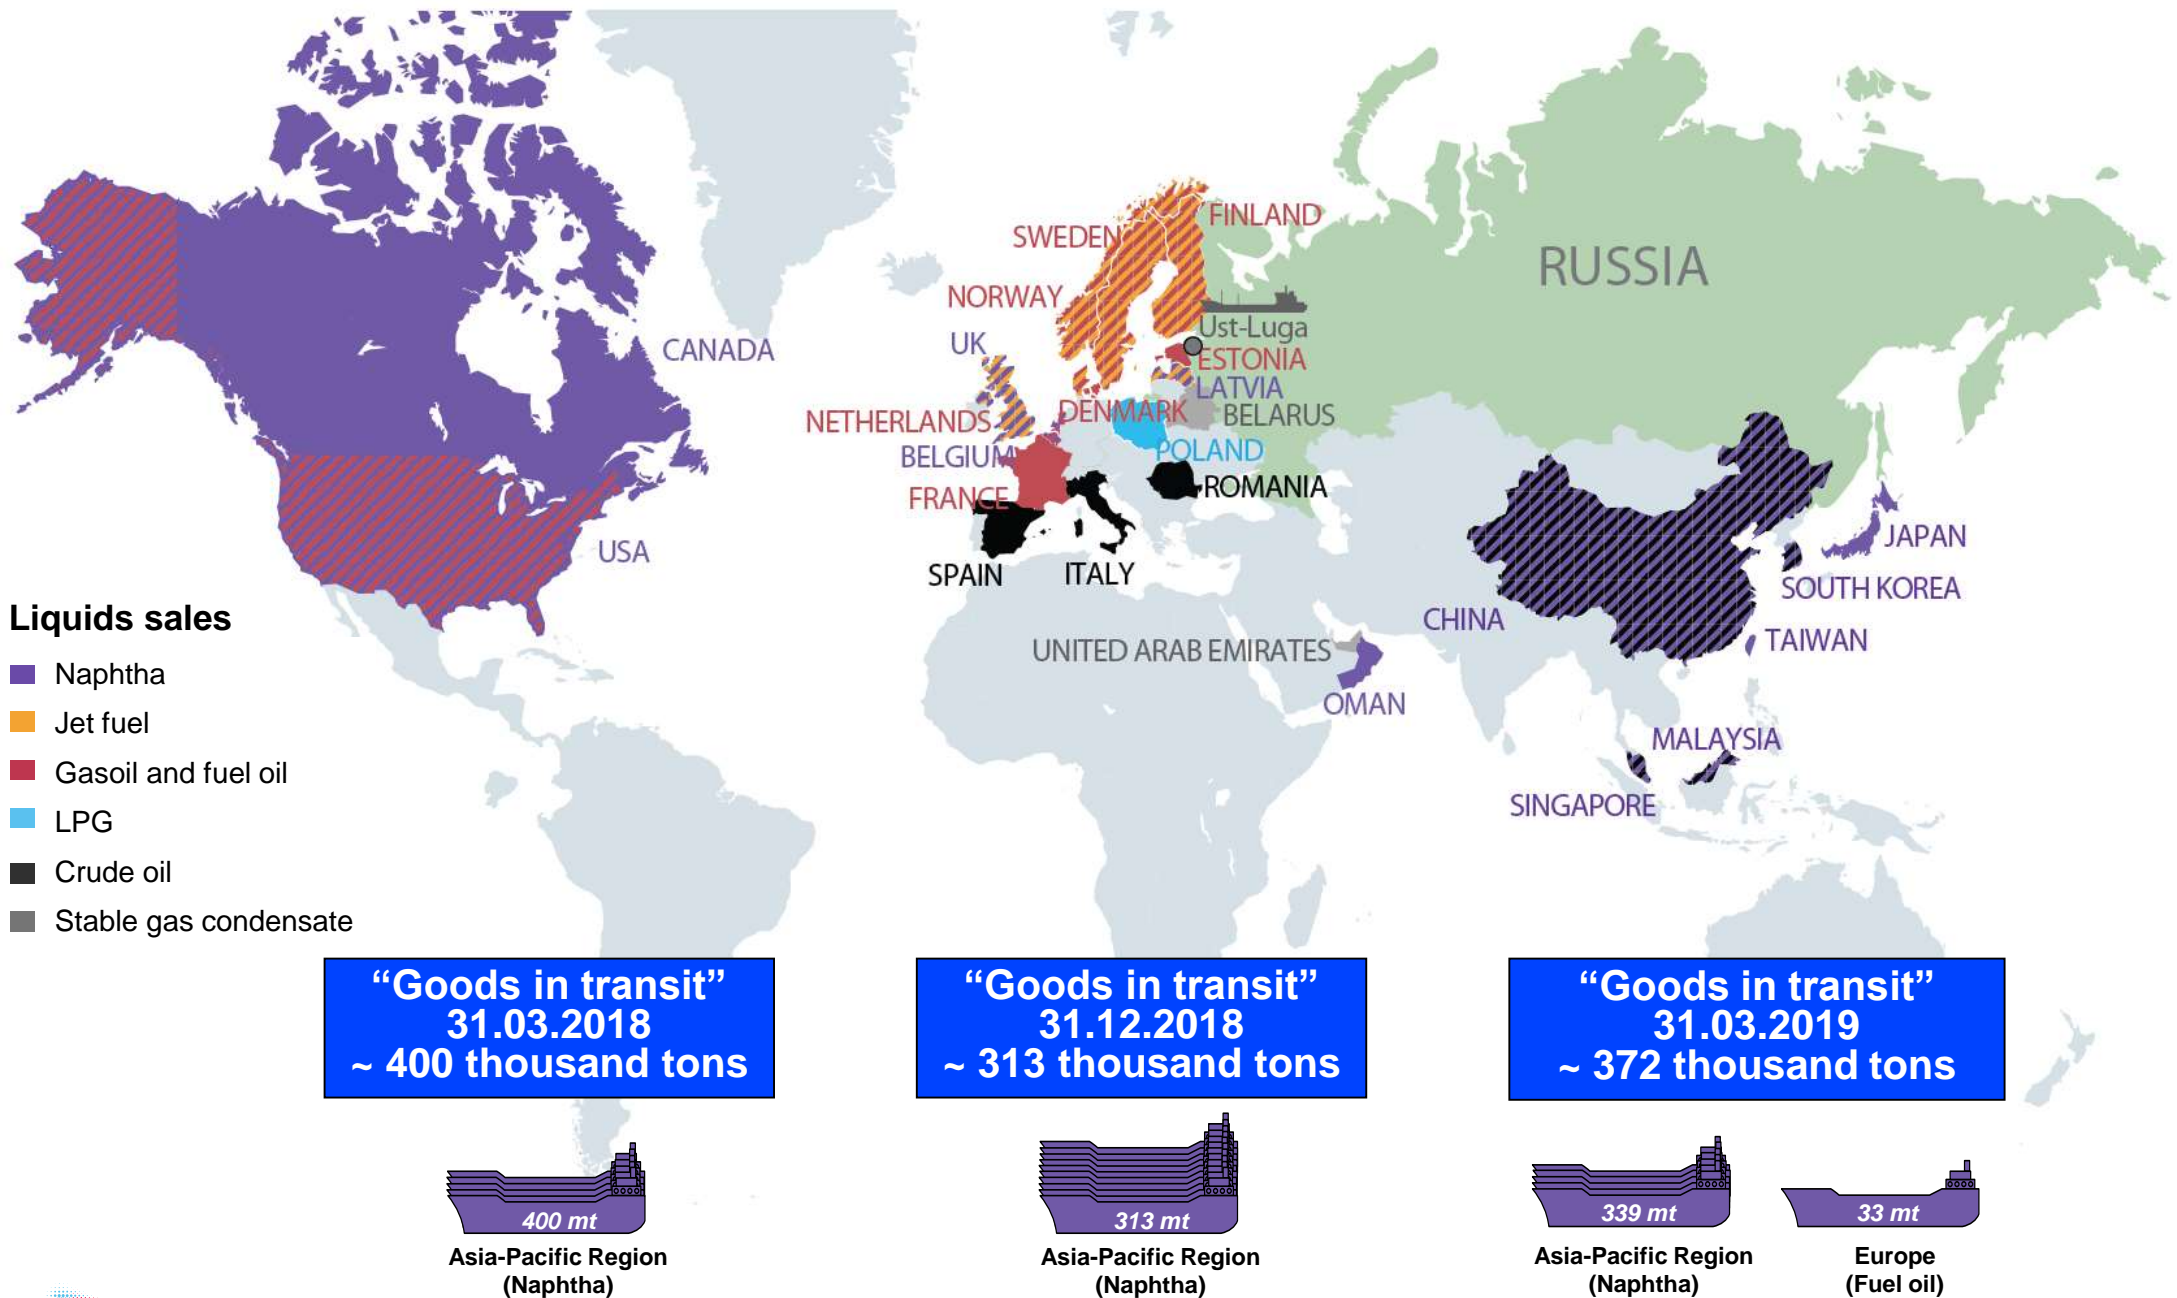 SWEDEN
FINLAND
NORWAY
RUSSIA
UK
Ust-Luga
CANADA
ESTONIA
LATVIA
NETHERLANDS
DENMARK
BELARUS
BELGIUM
POLAND
FRANCE
ROMANIA
USA
JAPAN
SPAIN
ITALY
SOUTH KOREA
CHINA
TAIWAN
UNITED ARAB EMIRATES
OMAN
MALAYSIA
SINGAPORE
Liquids sales
Naphtha
Jet fuel
Gasoil and fuel oil
LPG
Crude oil
Stable gas condensate
“Goods in transit”
31.03.2018
~ 400 thousand tons
400 mt
Asia-Pacific Region
(Naphtha)
“Goods in transit”
31.12.2018
~ 313 thousand tons
313 mt
Asia-Pacific Region
(Naphtha)
“Goods in transit”
31.03.2019
~ 372 thousand tons
339 mt
Asia-Pacific Region
(Naphtha)
33 mt
Europe
(Fuel oil)